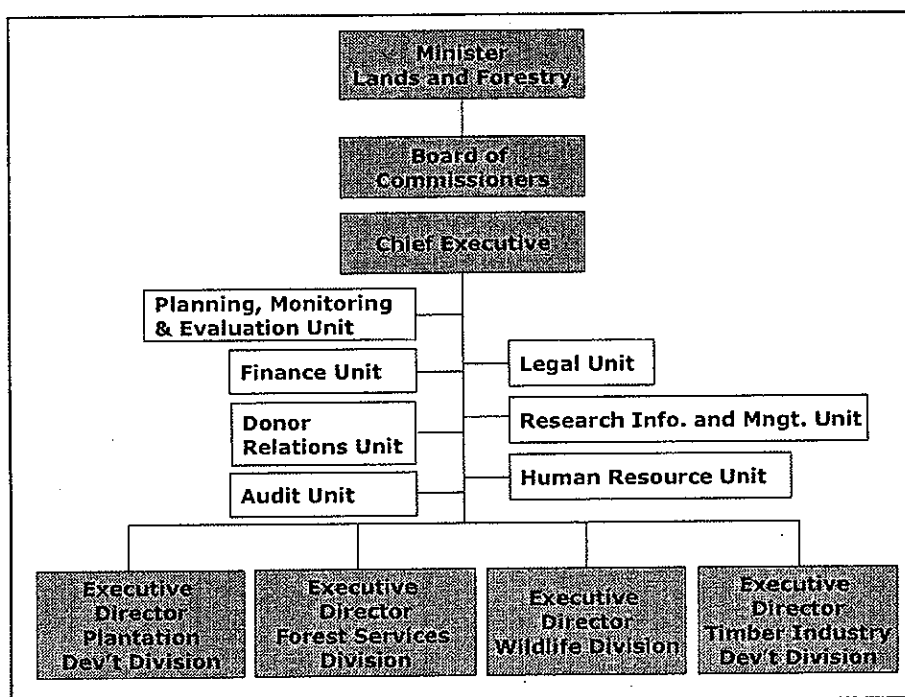 Minister
Lands and Forestry
Board of
Commissioners
Chief Executive
Planning, Monitoring
& Evaluation Unit
Finance Unit
Legal Unit
Donor
Relations Unit
Research Info. and Mngt. Unit
Audit Unit
Human Resource Unit
Executive
Director
Plantation
Dev't Division
Executive
Director
Forest Services
Division
Executive
Director
Wildlife Division
Executive
Director
Timber Industry
Dev't Division